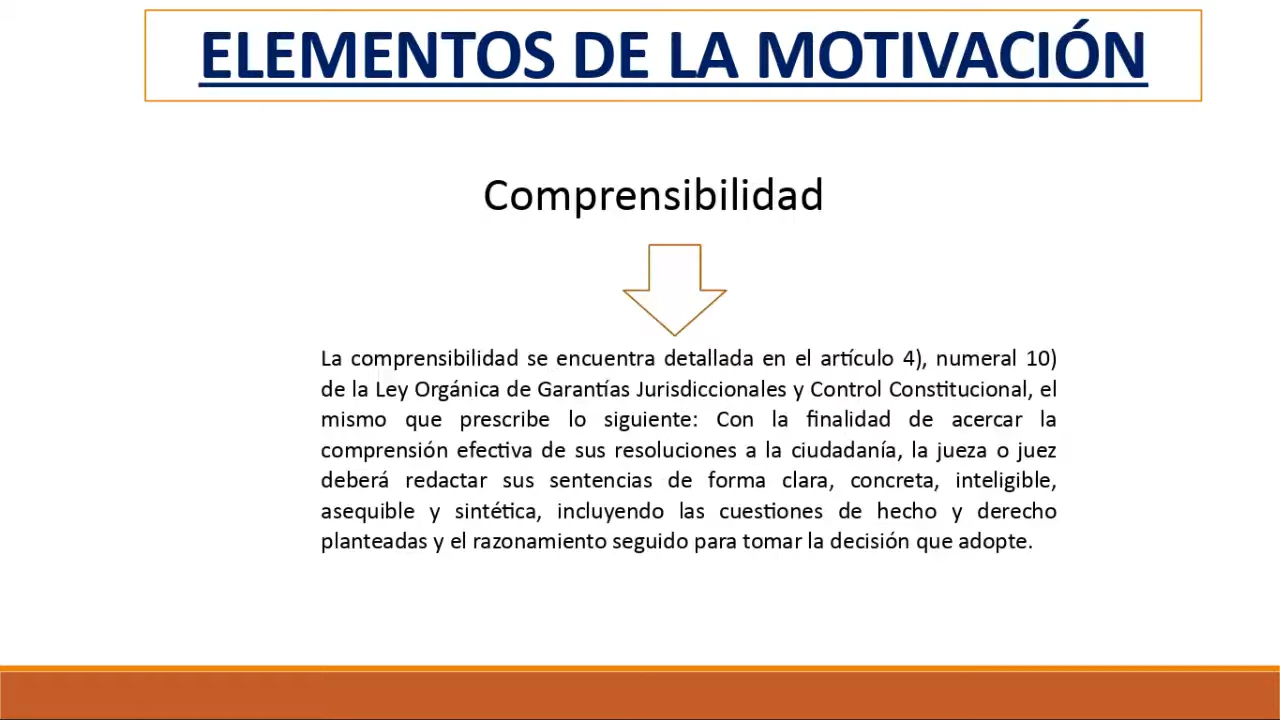 ELEMENTOS DE LA MOTIVACIÓN
Comprensibilidad
La comprensibilidad se encuentra detallada en el artículo 4), numeral 10)
de la Ley Orgánica de Garantías Jurisdiccionales y Control Constitucional, el
mismo que prescribe lo siguiente: Con la finalidad de acercar la
comprensión efectiva de sus resoluciones a la ciudadanía, la jueza o juez
deberá redactar sus sentencias de forma clara, concreta, inteligible,
asequible y sintética, incluyendo las cuestiones de hecho y derecho
planteadas y el razonamiento seguido para tomar la decisión que adopte.